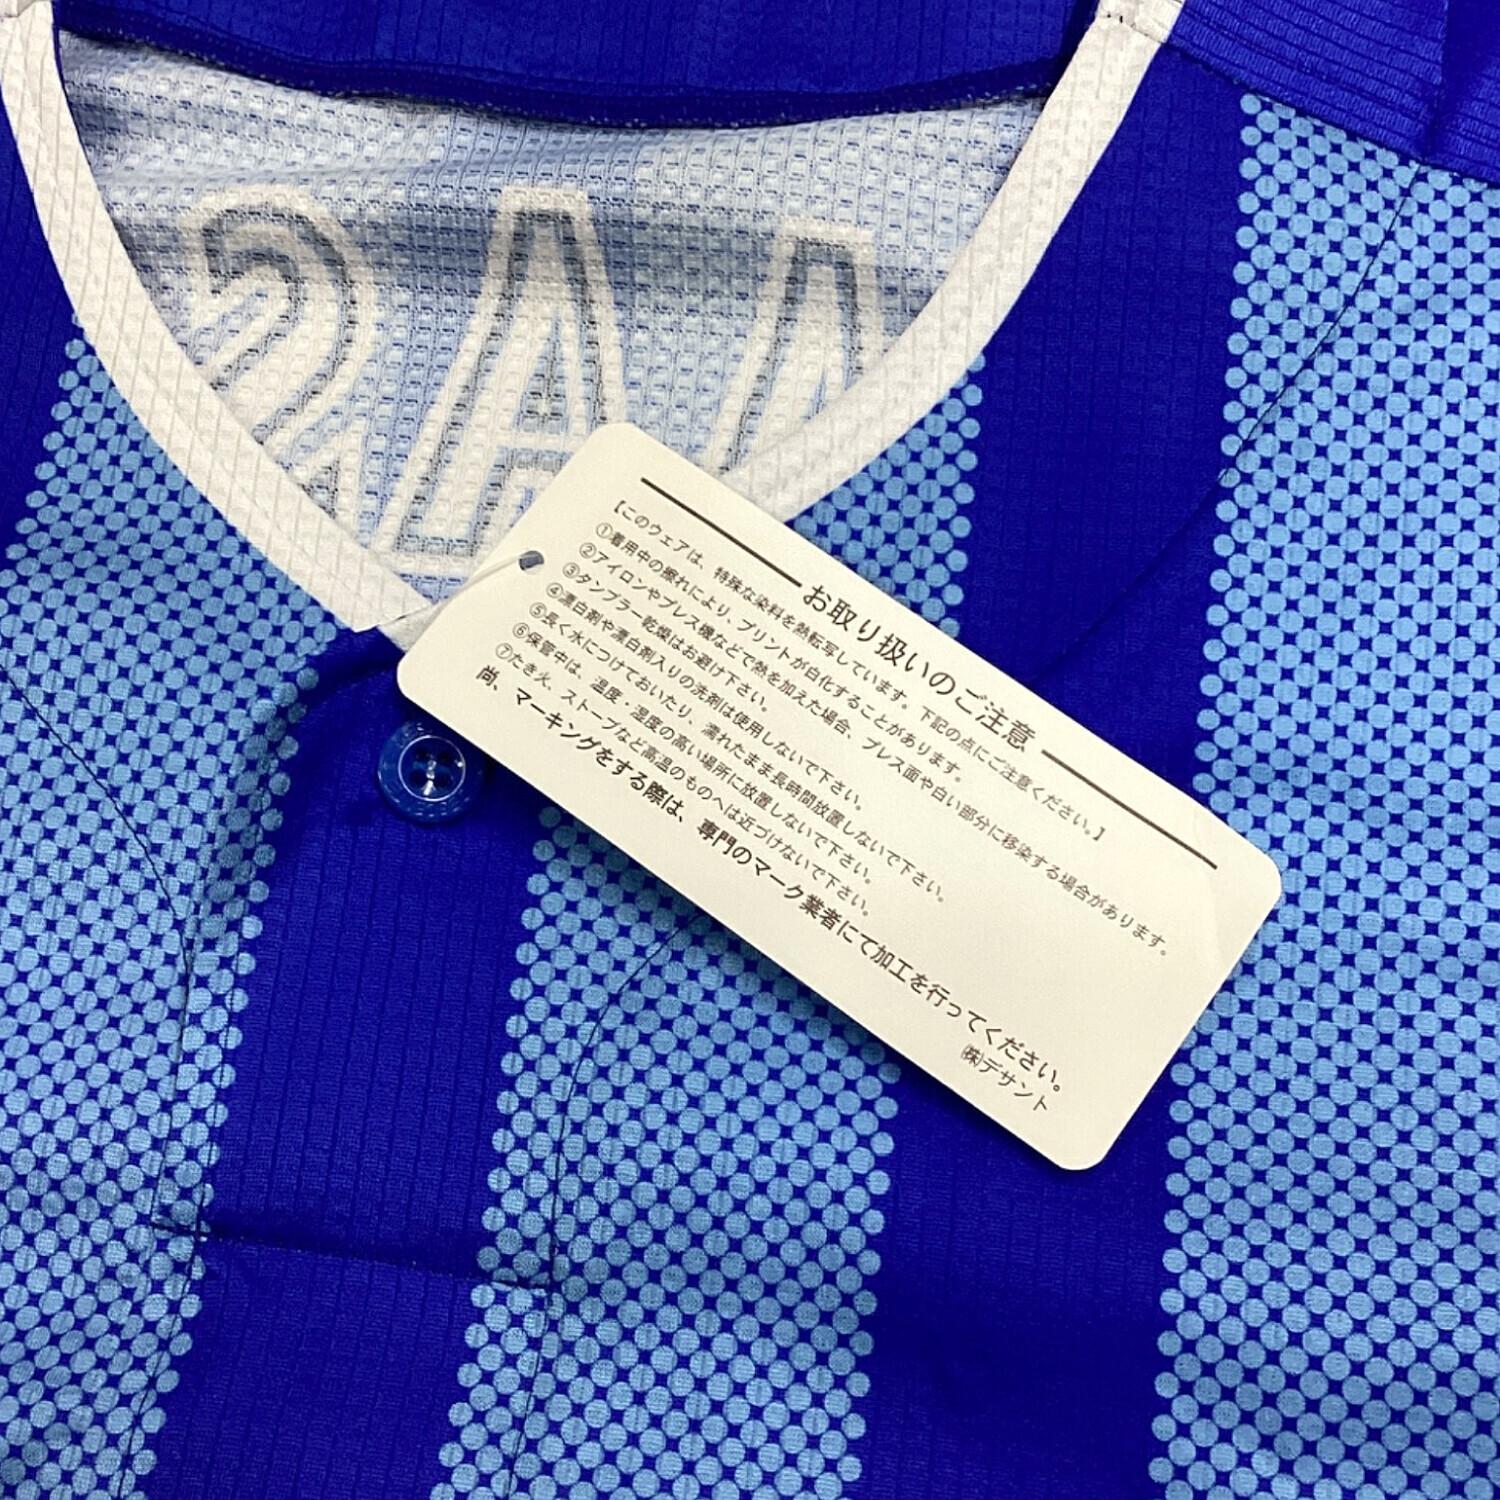 お取り扱いのご注意
【このウェアは、特殊な染料を熱転写しています。下記の点にご注意ください。】
①着用中の擦れにより、プリントが白化することがあります。
②アイロンやプレス機などで熱を加えた場合、プレス面や白い部分に移染する場合があります。
③タンブラー乾燥はお避け下さい。
④漂白剤や漂白剤入りの洗剤は使用しないで下さい。
⑤長く水につけておいたり、濡れたまま長時間放置しないで下さい。
⑥保管中は、温度・湿度の高い場所に放置しないで下さい。
⑦たき火、ストーブなど高温のものへは近づけないで下さい。
尚、マーキングをする際は、専門のマーク業者にて加工を行ってください。
㈱デサント